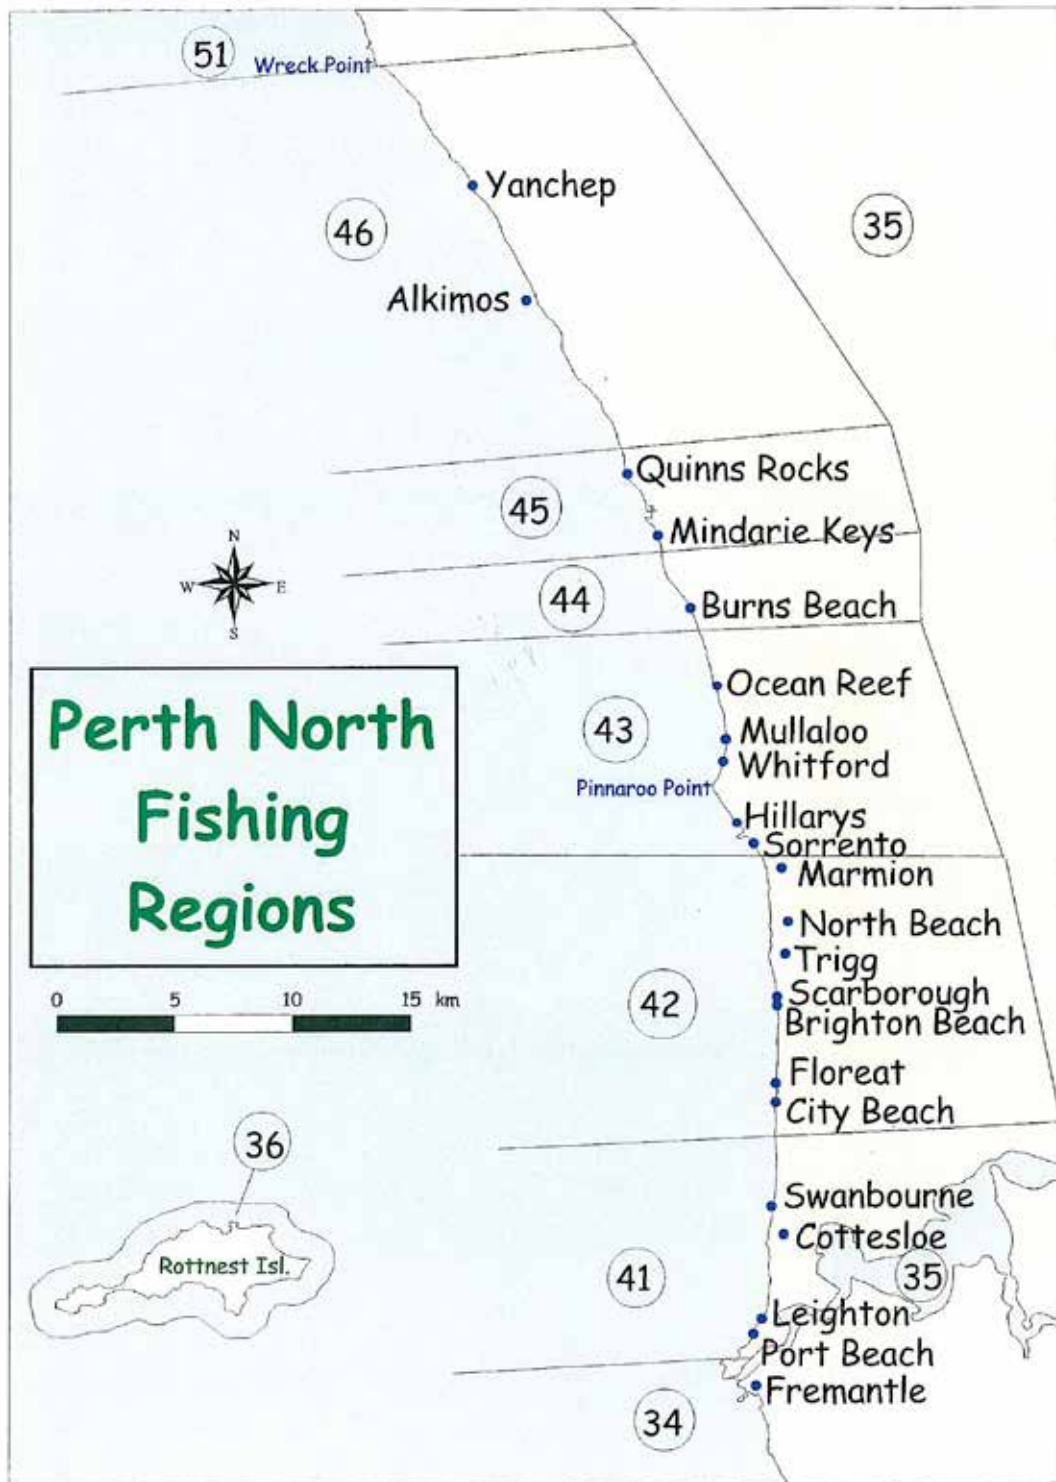 51
Wreck Point
Yanchep
46
35
Alkimos
Quinns Rocks
45
Mindarie Keys
N
W E
S
44
Burns Beach
Perth North
Fishing
Regions
Ocean Reef
43
Mullaloo
Whitford
Pinnaroo Point
Hillarys
Sorrento
Marmion
North Beach
Trigg
0 5 10 15 km
42
Scarborough
Brighton Beach
Floreat
City Beach
36
Rottnest Isl.
Swanbourne
Cottesloe
41
35
Leighton
Port Beach
Fremantle
34